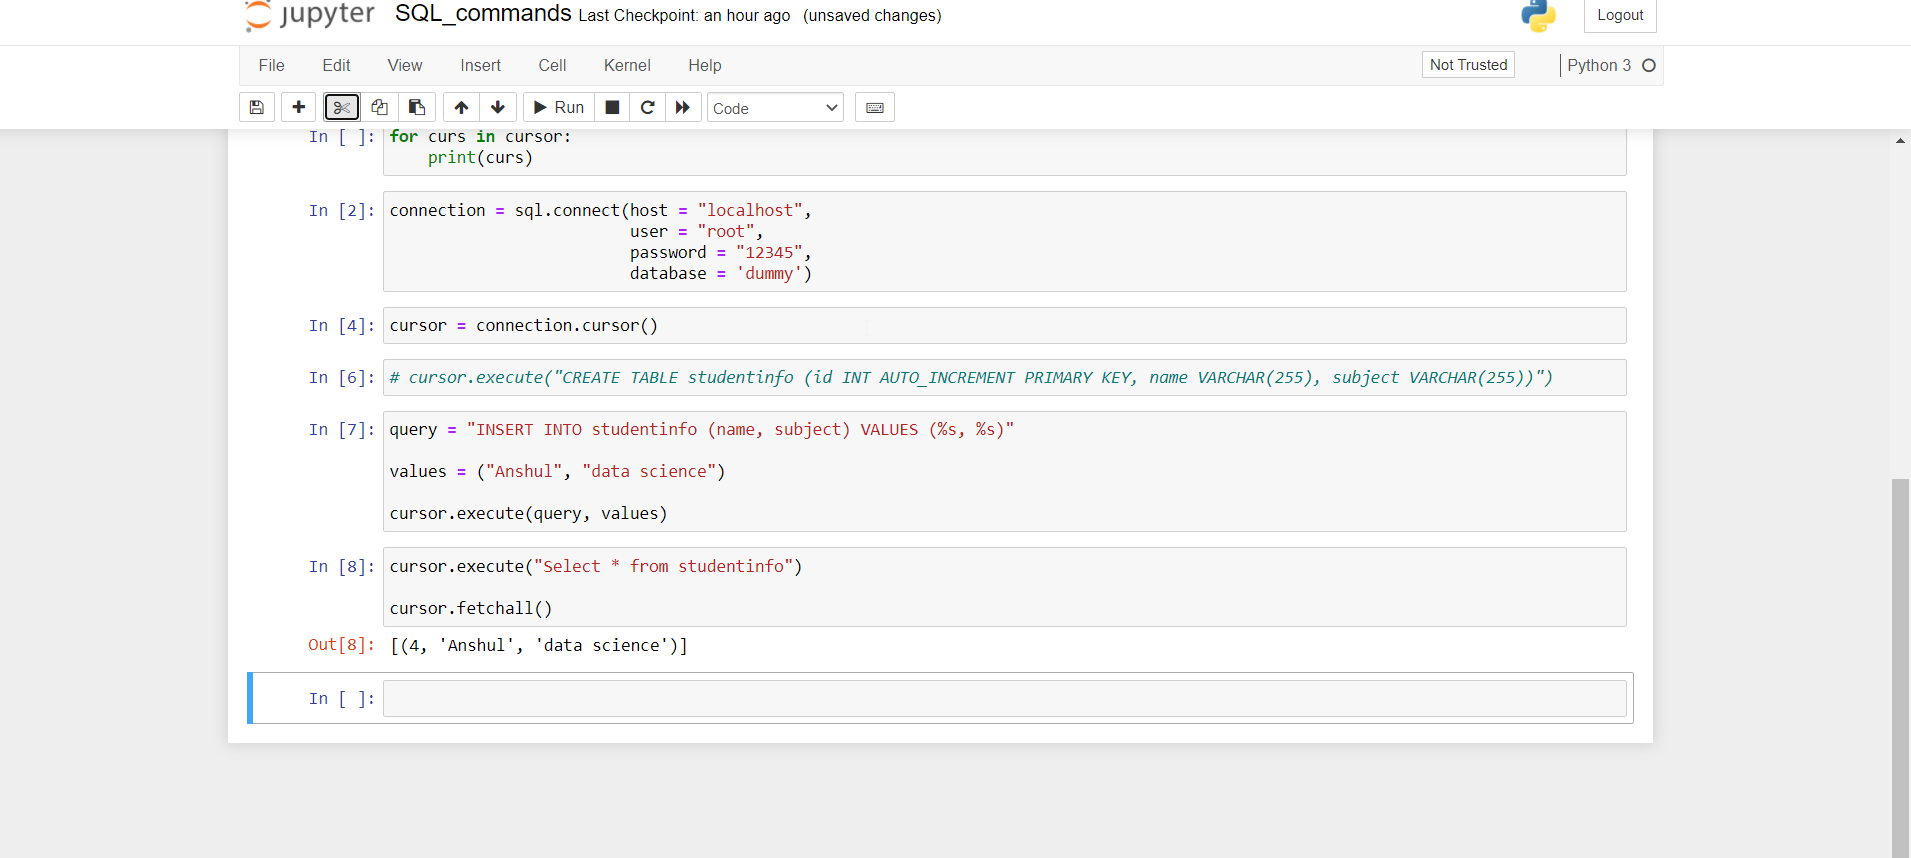 jupyter SQL_commands Last Checkpoint: an hour ago (unsaved changes) Logout
File Edit View Insert Cell Kernel Help Not Trusted Python 3
Run Code
In [ ]: for curs in cursor:
print(curs)
In [2]: connection = sql.connect(host = "localhost",
user = "root",
password = "12345",
database = 'dummy')
In [4]: cursor = connection.cursor()
In [6]: # cursor.execute("CREATE TABLE studentinfo (id INT AUTO_INCREMENT PRIMARY KEY, name VARCHAR(255), subject VARCHAR(255))")
In [7]: query = "INSERT INTO studentinfo (name, subject) VALUES (%s, %s)"
values = ("Anshul", "data science")
cursor.execute(query, values)
In [8]: cursor.execute("Select * from studentinfo")
cursor.fetchall()
Out[8]: [(4, 'Anshul', 'data science')]
In [ ]: